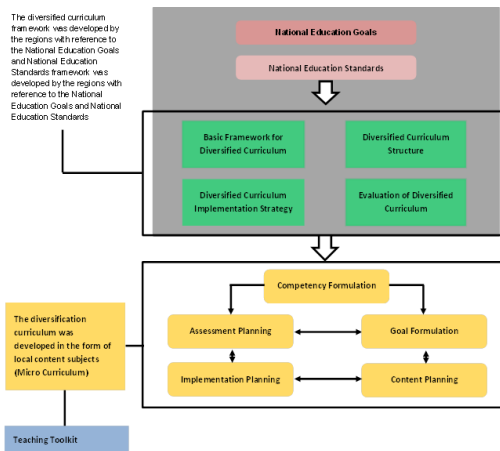 The diversified curriculum
framework was developed by
the regions with reference to
the National Education Goals
and National Education
Standards framework was
developed by the regions with
reference to the National
Education Goals and National
Education Standards
National Education Goals
National Education Standards
Basic Framework for
Diversified Curriculum
Diversified Curriculum
Structure
Diversified Curriculum
Implementation Strategy
Evaluation of Diversified
Curriculum
The diversification
curriculum was
developed in the form of
local content subjects
(Micro Curriculum)
Competency Formulation
Assessment Planning
Goal Formulation
Implementation Planning
Content Planning
Teaching Toolkit